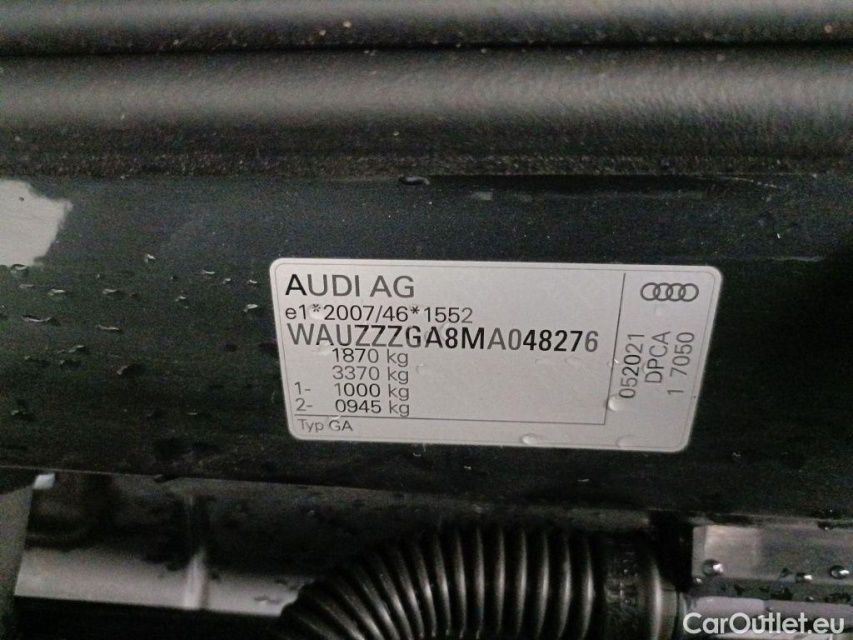 AUDI AG
e1*2007/46*1552
WAUZZZGA8MA048276
1870 kg
3370 kg
1- 1000 kg
2- 0945 kg
Typ GA
052021
DPCA
1 7050
CarOutlet.eu